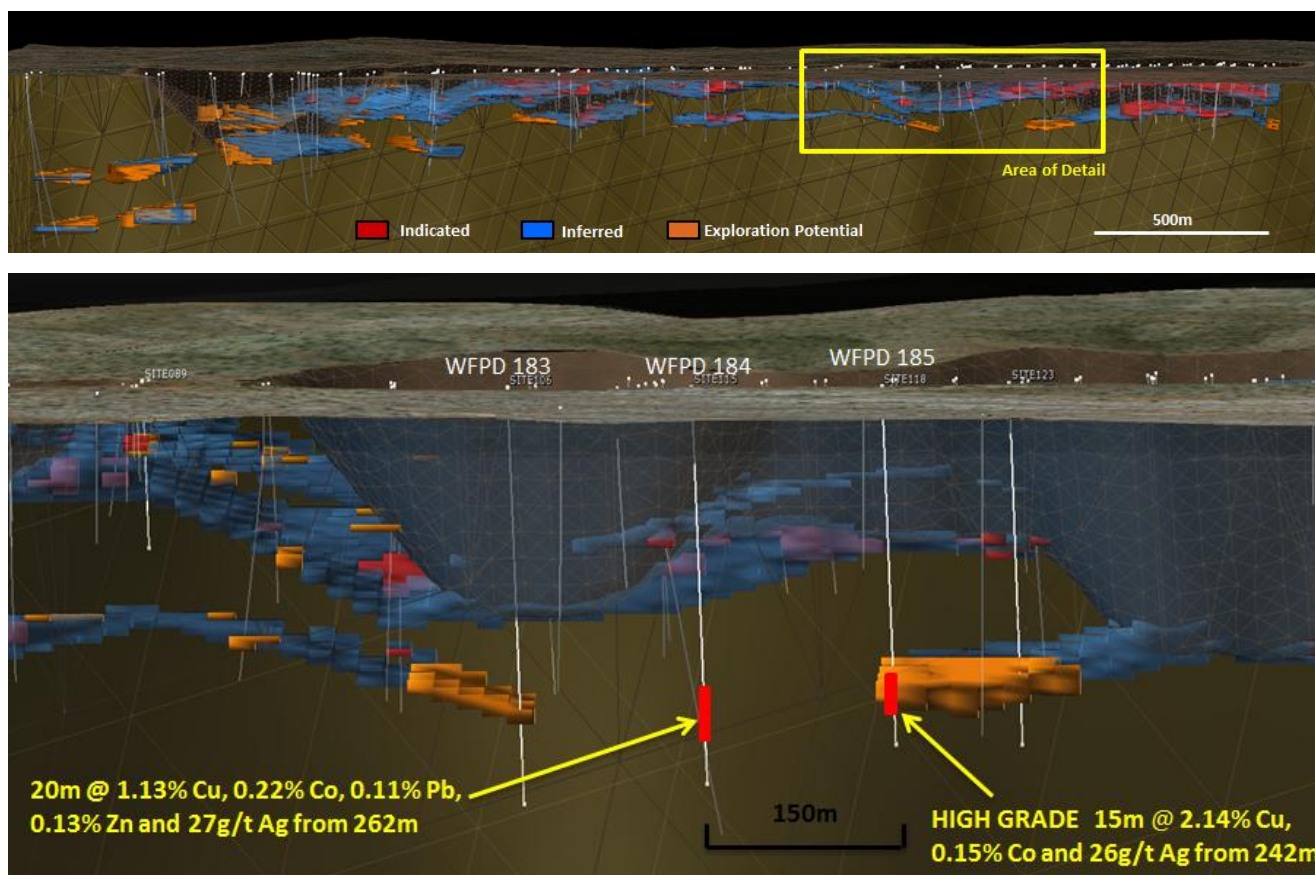 Area of Detail
Indicated
Inferred
Exploration Potential
500m
WFPD 183
WFPD 184
WFPD 185
SITE089
SITE106
SITE115
SITE118
SITE123
20m @ 1.13% Cu, 0.22% Co, 0.11% Pb,
0.13% Zn and 27g/t Ag from 262m
150m
HIGH GRADE 15m @ 2.14% Cu,
0.15% Co and 26g/t Ag from 242m